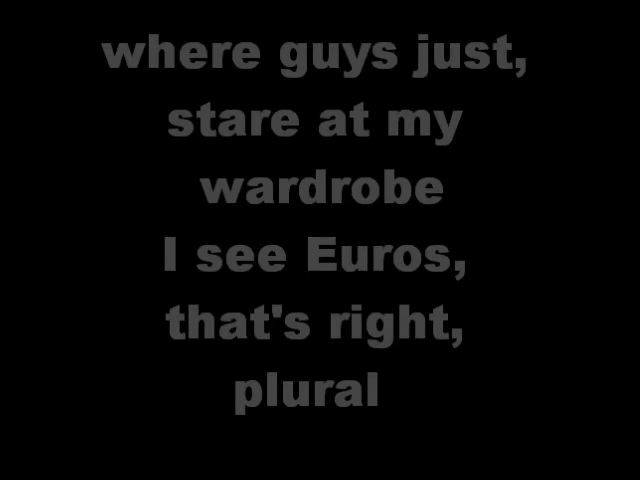 where guys just,
stare at my
wardrobe
I see Euros,
that's right,
plural